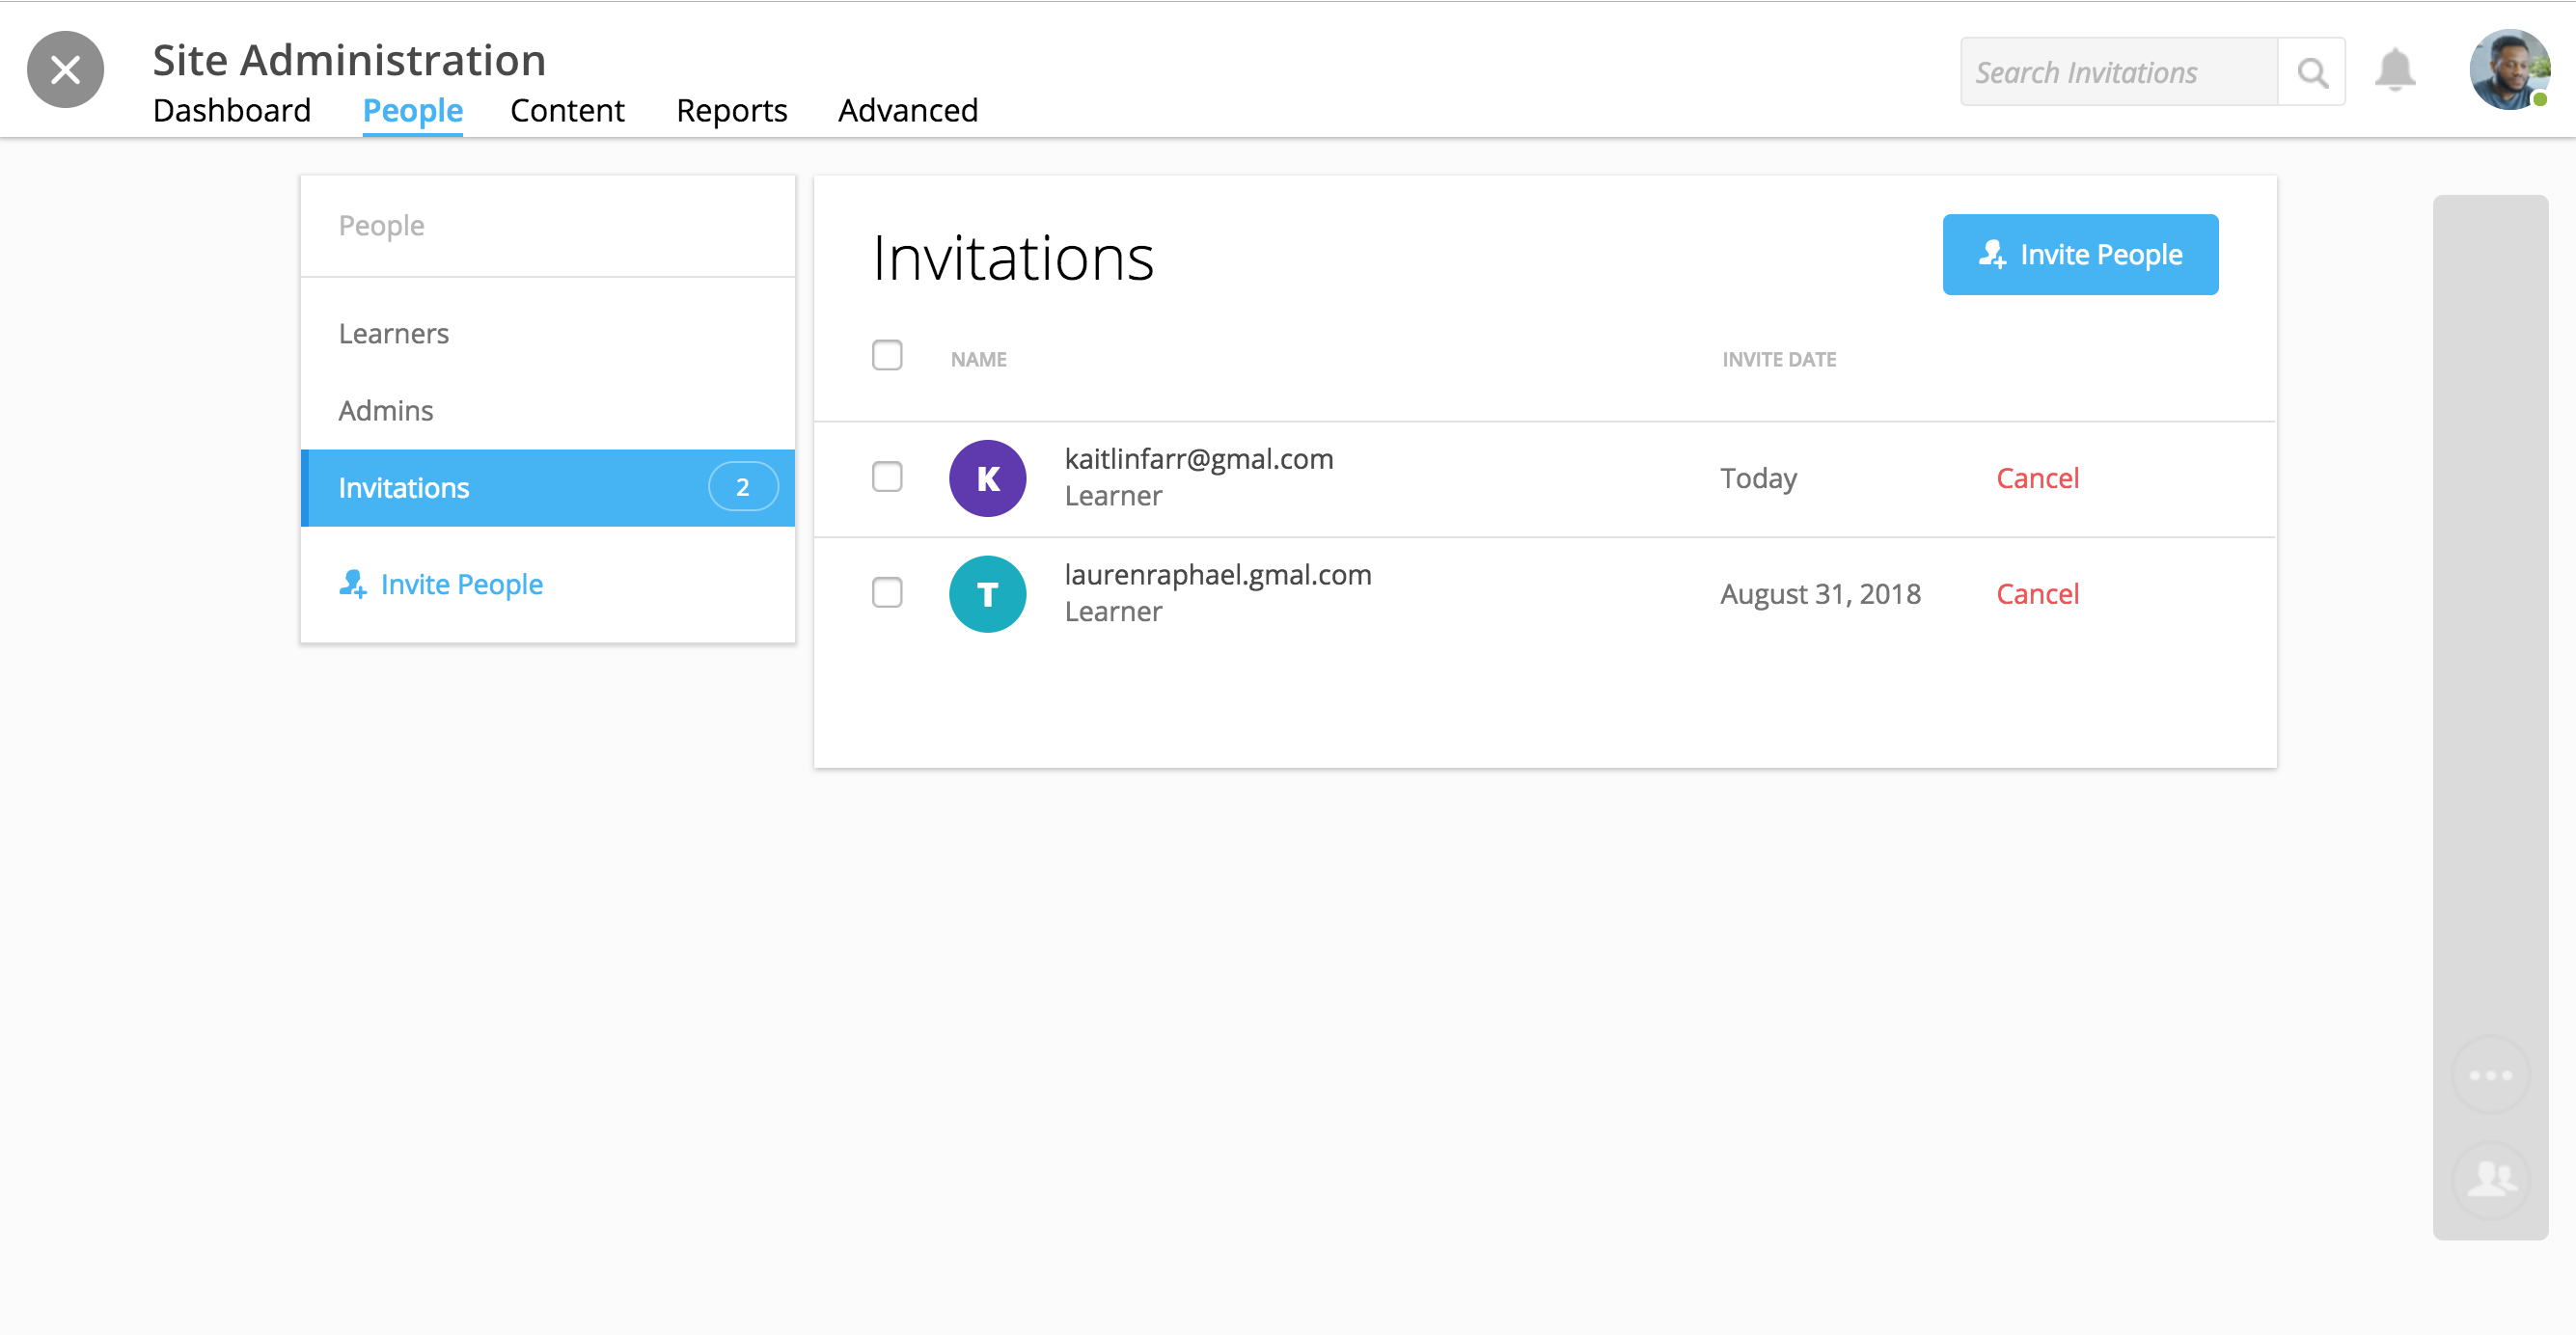 Site Administration
Search Invitations
Dashboard People Content Reports Advanced
People
Learners
Admins
Invitations 2
Invite People
Invitations
Invite People
NAME INVITE DATE
K kaitlinfarr@gmal.com Today Cancel
Learner
T laurenraphael.gmal.com August 31, 2018 Cancel
Learner